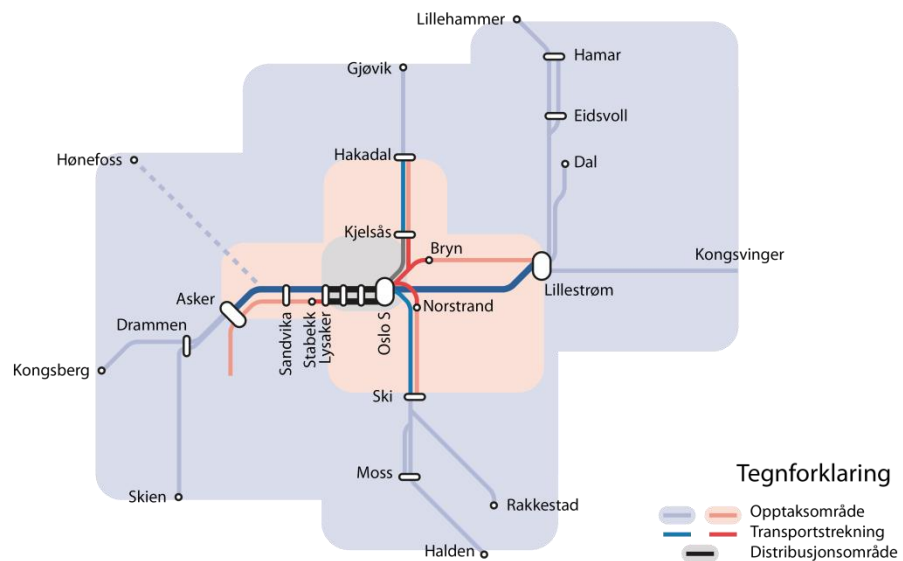 Lillehammer
Hamar
Gjøvik
Eidsvoll
Hønefoss
Hakadal
Dal
Kjelsås
Bryn
Kongsvinger
Lillestrøm
Asker
Norstrand
Drammen
Sandvika
Stabekk
Lysaker
Oslo S
Kongsberg
Ski
Moss
Skien
Rakkestad
Halden
Tegnforklaring
Opptaksområde
Transportstrekning
Distribusjonsområde